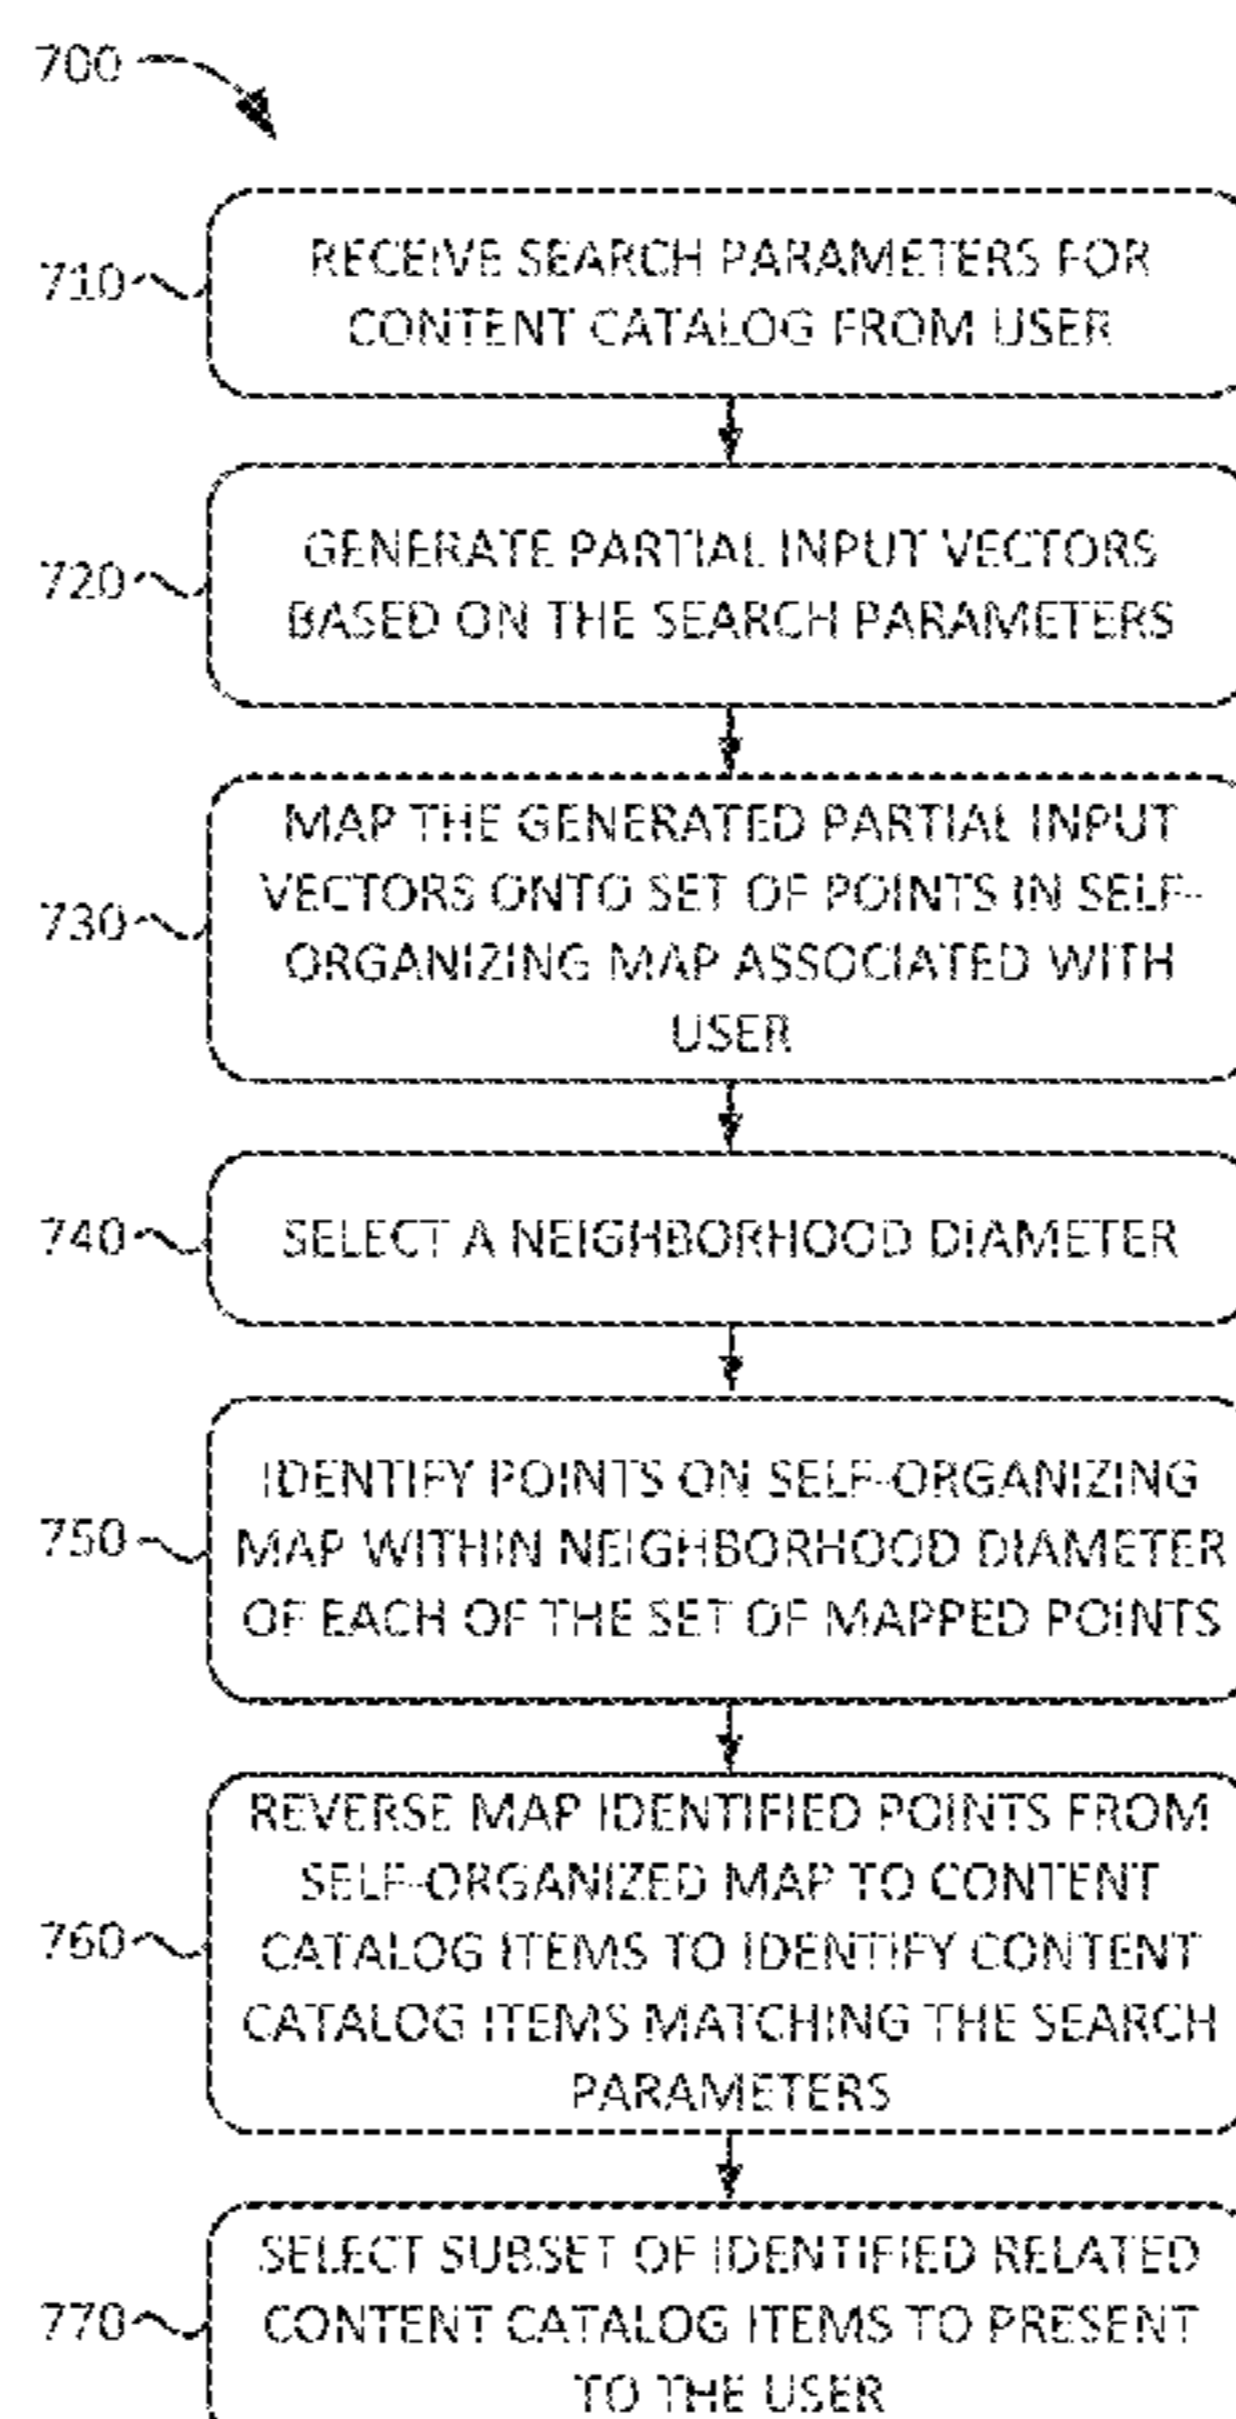 700
710
RECEIVE SEARCH PARAMETERS FOR
CONTENT CATALOG FROM USER
720
GENERATE PARTIAL INPUT VECTORS
BASED ON THE SEARCH PARAMETERS
730
MAP THE GENERATED PARTIAL INPUT
VECTORS ONTO SET OF POINTS IN SELF-
ORGANIZING MAP ASSOCIATED WITH
USER
740
SELECT A NEIGHBORHOOD DIAMETER
750
IDENTIFY POINTS ON SELF-ORGANIZING
MAP WITHIN NEIGHBORHOOD DIAMETER
OF EACH OF THE SET OF MAPPED POINTS
760
REVERSE MAP IDENTIFIED POINTS FROM
SELF-ORGANIZED MAP TO CONTENT
CATALOG ITEMS TO IDENTIFY CONTENT
CATALOG ITEMS MATCHING THE SEARCH
PARAMETERS
770
SELECT SUBSET OF IDENTIFIED RELATED
CONTENT CATALOG ITEMS TO PRESENT
TO THE USER